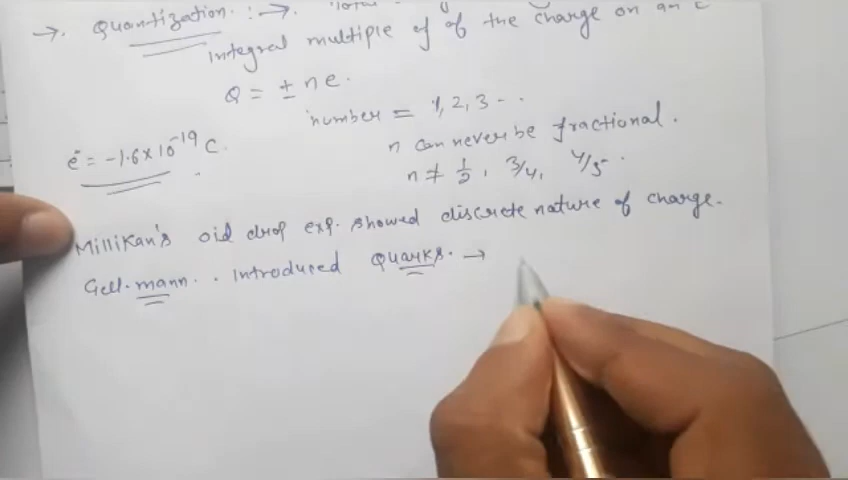 →. Quantization :→. Total
integral multiple of of the charge on an e
Q = ± ne.
number = 1, 2, 3 - -
n can never be fractional.
e⁻ = -1.6 x 10⁻¹⁹ C.
n ≠ 1/2, 3/4, 4/5 .
Millikan's oid drop exp. showed discrete nature of charge.
Gell-mann. . introduced Quarks. →